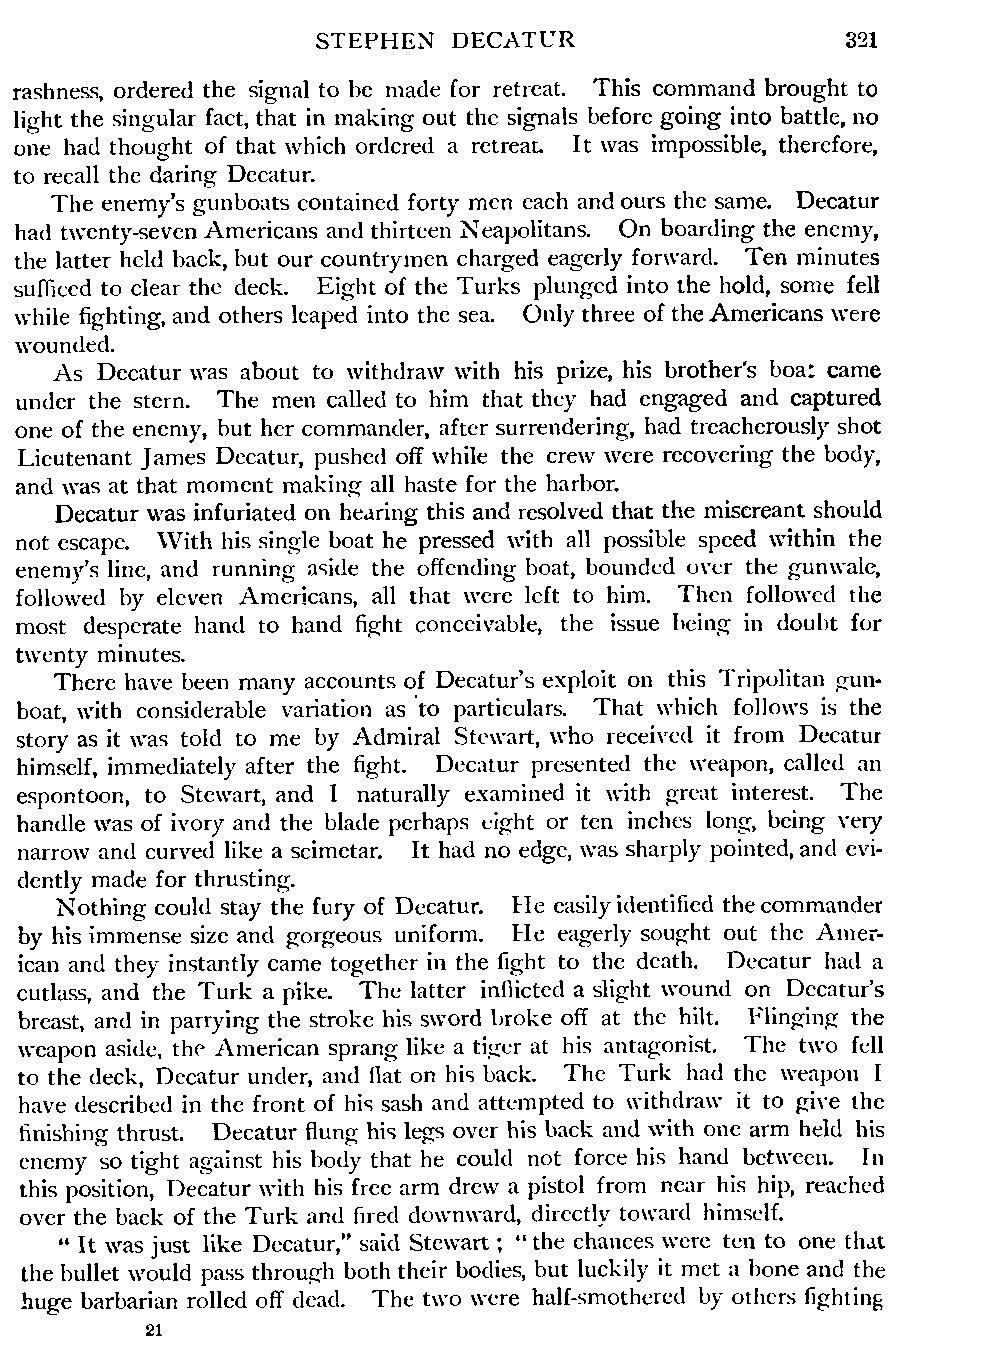 STEPHEN DECATUR 321
rashness, ordered the signal to be made for retreat. This command brought to
light the singular fact, that in making out the signals before going into battle, no
one had thought of that which ordered a retreat. It was impossible, therefore,
to recall the daring Decatur.
The enemy's gunboats contained forty men each and ours the same. Decatur
had twenty-seven Americans and thirteen Neapolitans. On boarding the enemy,
the latter held back, but our countrymen charged eagerly forward. Ten minutes
sufficed to clear the deck. Eight of the Turks plunged into the hold, some fell
while fighting, and others leaped into the sea. Only three of the Americans were
wounded.
As Decatur was about to withdraw with his prize, his brother's boat came
under the stern. The men called to him that they had engaged and captured
one of the enemy, but her commander, after surrendering, had treacherously shot
Lieutenant James Decatur, pushed off while the crew were recovering the body,
and was at that moment making all haste for the harbor.
Decatur was infuriated on hearing this and resolved that the miscreant should
not escape. With his single boat he pressed with all possible speed within the
enemy's line, and running aside the offending boat, bounded over the gunwale,
followed by eleven Americans, all that were left to him. Then followed the
most desperate hand to hand fight conceivable, the issue being in doubt for
twenty minutes.
There have been many accounts of Decatur's exploit on this Tripolitan gun-
boat, with considerable variation as to particulars. That which follows is the
story as it was told to me by Admiral Stewart, who received it from Decatur
himself, immediately after the fight. Decatur presented the weapon, called an
espontoon, to Stewart, and I naturally examined it with great interest. The
handle was of ivory and the blade perhaps eight or ten inches long, being very
narrow and curved like a scimetar. It had no edge, was sharply pointed, and evi-
dently made for thrusting.
Nothing could stay the fury of Decatur. He easily identified the commander
by his immense size and gorgeous uniform. He eagerly sought out the Amer-
ican and they instantly came together in the fight to the death. Decatur had a
cutlass, and the Turk a pike. The latter inflicted a slight wound on Decatur's
breast, and in parrying the stroke his sword broke off at the hilt. Flinging the
weapon aside, the American sprang like a tiger at his antagonist. The two fell
to the deck, Decatur under, and flat on his back. The Turk had the weapon I
have described in the front of his sash and attempted to withdraw it to give the
finishing thrust. Decatur flung his legs over his back and with one arm held his
enemy so tight against his body that he could not force his hand between. In
this position, Decatur with his free arm drew a pistol from near his hip, reached
over the back of the Turk and fired downward, directly toward himself.
" It was just like Decatur," said Stewart ; " the chances were ten to one that
the bullet would pass through both their bodies, but luckily it met a bone and the
huge barbarian rolled off dead. The two were half-smothered by others fighting
21